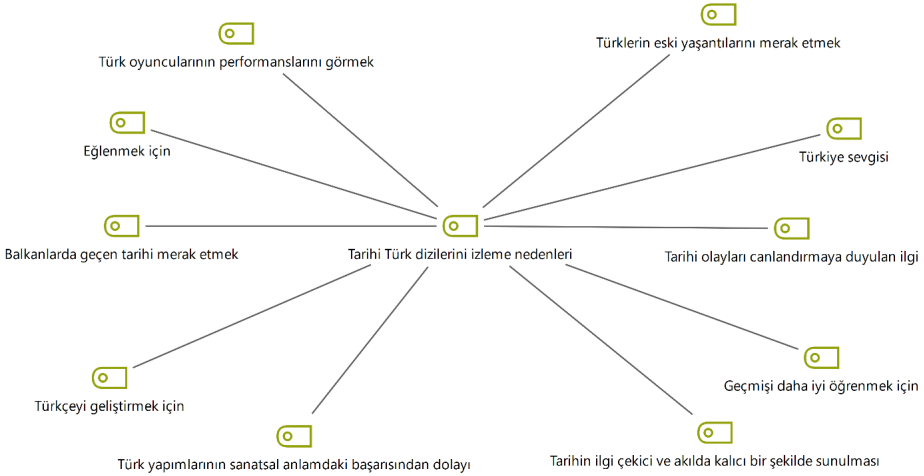 Türklerin eski yaşantılarını merak etmek
Türk oyuncularının performanslarını görmek
Eğlenmek için
Türkiye sevgisi
Balkanlarda geçen tarihi merak etmek
Tarihi Türk dizilerini izleme nedenleri
Tarihi olayları canlandırmaya duyulan ilgi
Geçmişi daha iyi öğrenmek için
Türkçeyi geliştirmek için
Türk yapımlarının sanatsal anlamdaki başarısından dolayı
Tarihin ilgi çekici ve akılda kalıcı bir şekilde sunulması